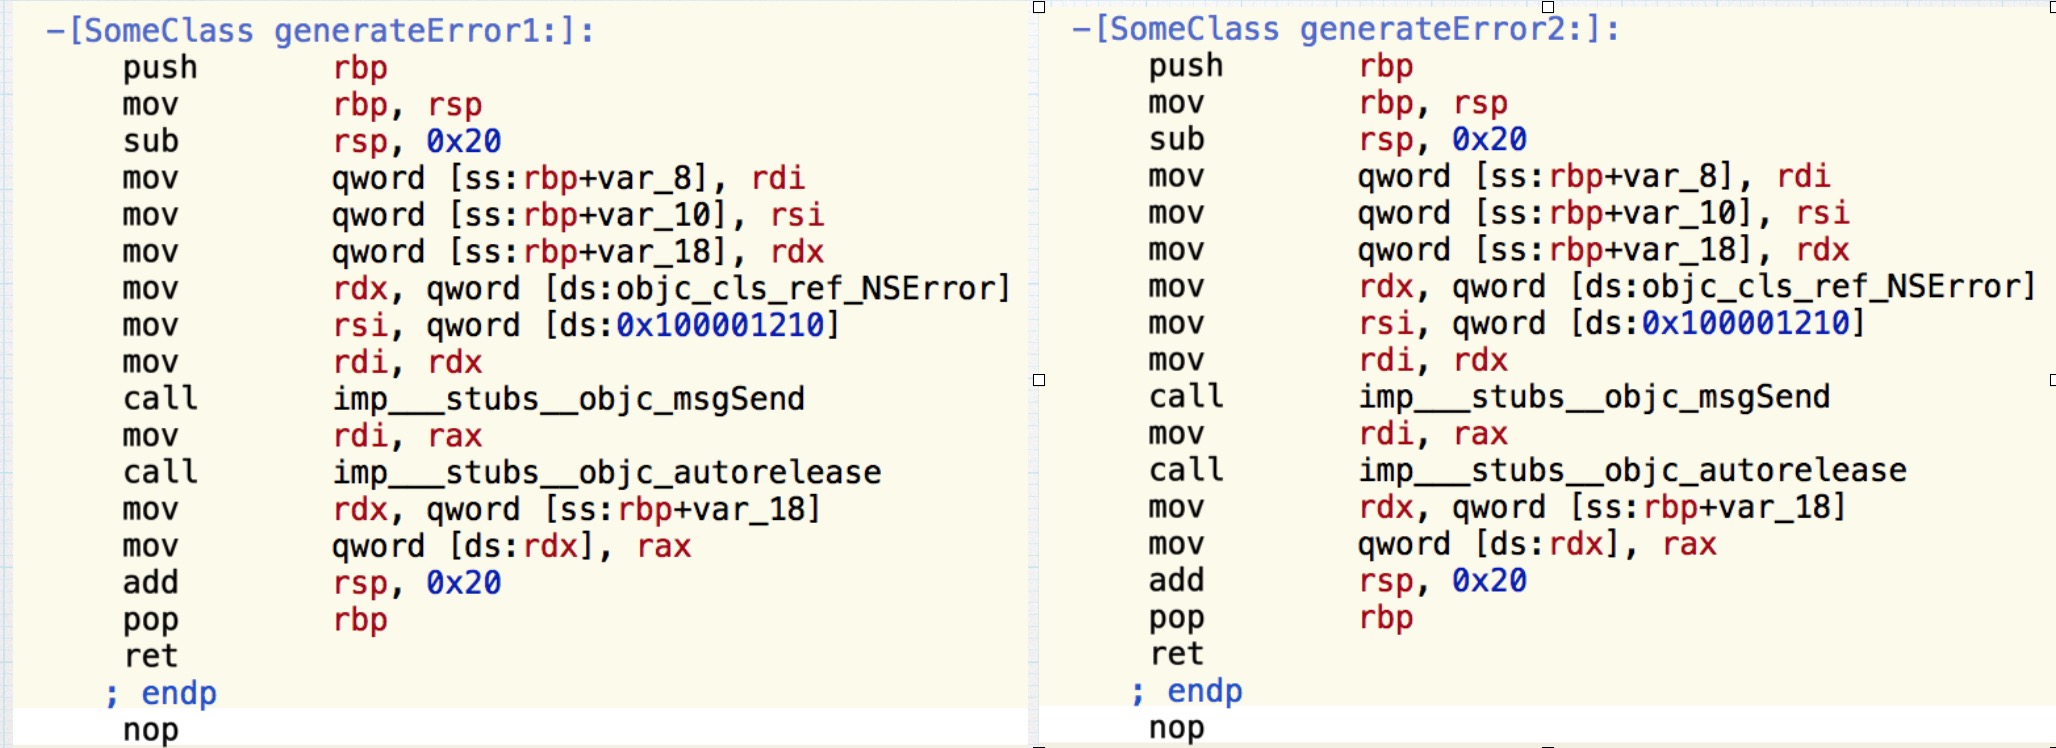 -[SomeClass generateError1:]:
push rbp
mov rbp, rsp
sub rsp, 0x20
mov qword [ss:rbp+var_8], rdi
mov qword [ss:rbp+var_10], rsi
mov qword [ss:rbp+var_18], rdx
mov rdx, qword [ds:objc_cls_ref_NSError]
mov rsi, qword [ds:0x100001210]
mov rdi, rdx
call imp___stubs__objc_msgSend
mov rdi, rax
call imp___stubs__objc_autorelease
mov rdx, qword [ss:rbp+var_18]
mov qword [ds:rdx], rax
add rsp, 0x20
pop rbp
ret
; endp
nop
-[SomeClass generateError2:]:
push rbp
mov rbp, rsp
sub rsp, 0x20
mov qword [ss:rbp+var_8], rdi
mov qword [ss:rbp+var_10], rsi
mov qword [ss:rbp+var_18], rdx
mov rdx, qword [ds:objc_cls_ref_NSError]
mov rsi, qword [ds:0x100001210]
mov rdi, rdx
call imp___stubs__objc_msgSend
mov rdi, rax
call imp___stubs__objc_autorelease
mov rdx, qword [ss:rbp+var_18]
mov qword [ds:rdx], rax
add rsp, 0x20
pop rbp
ret
; endp
nop